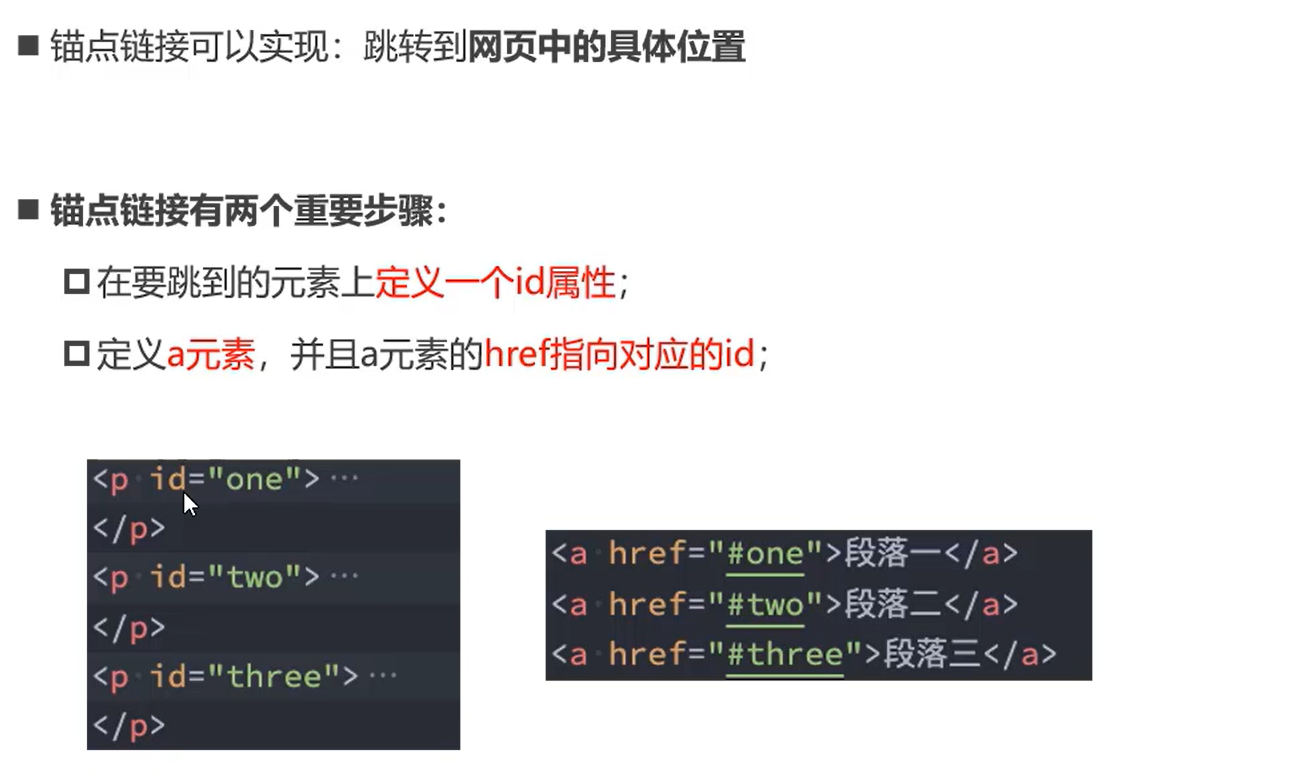 锚点链接可以实现：跳转到网页中的具体位置
锚点链接有两个重要步骤：
在要跳到的元素上定义一个id属性；
定义a元素，并且a元素的href指向对应的id；
<p id="one">···
</p>
<p id="two">···
</p>
<p id="three">···
</p>
<a href="#one">段落一</a>
<a href="#two">段落二</a>
<a href="#three">段落三</a>